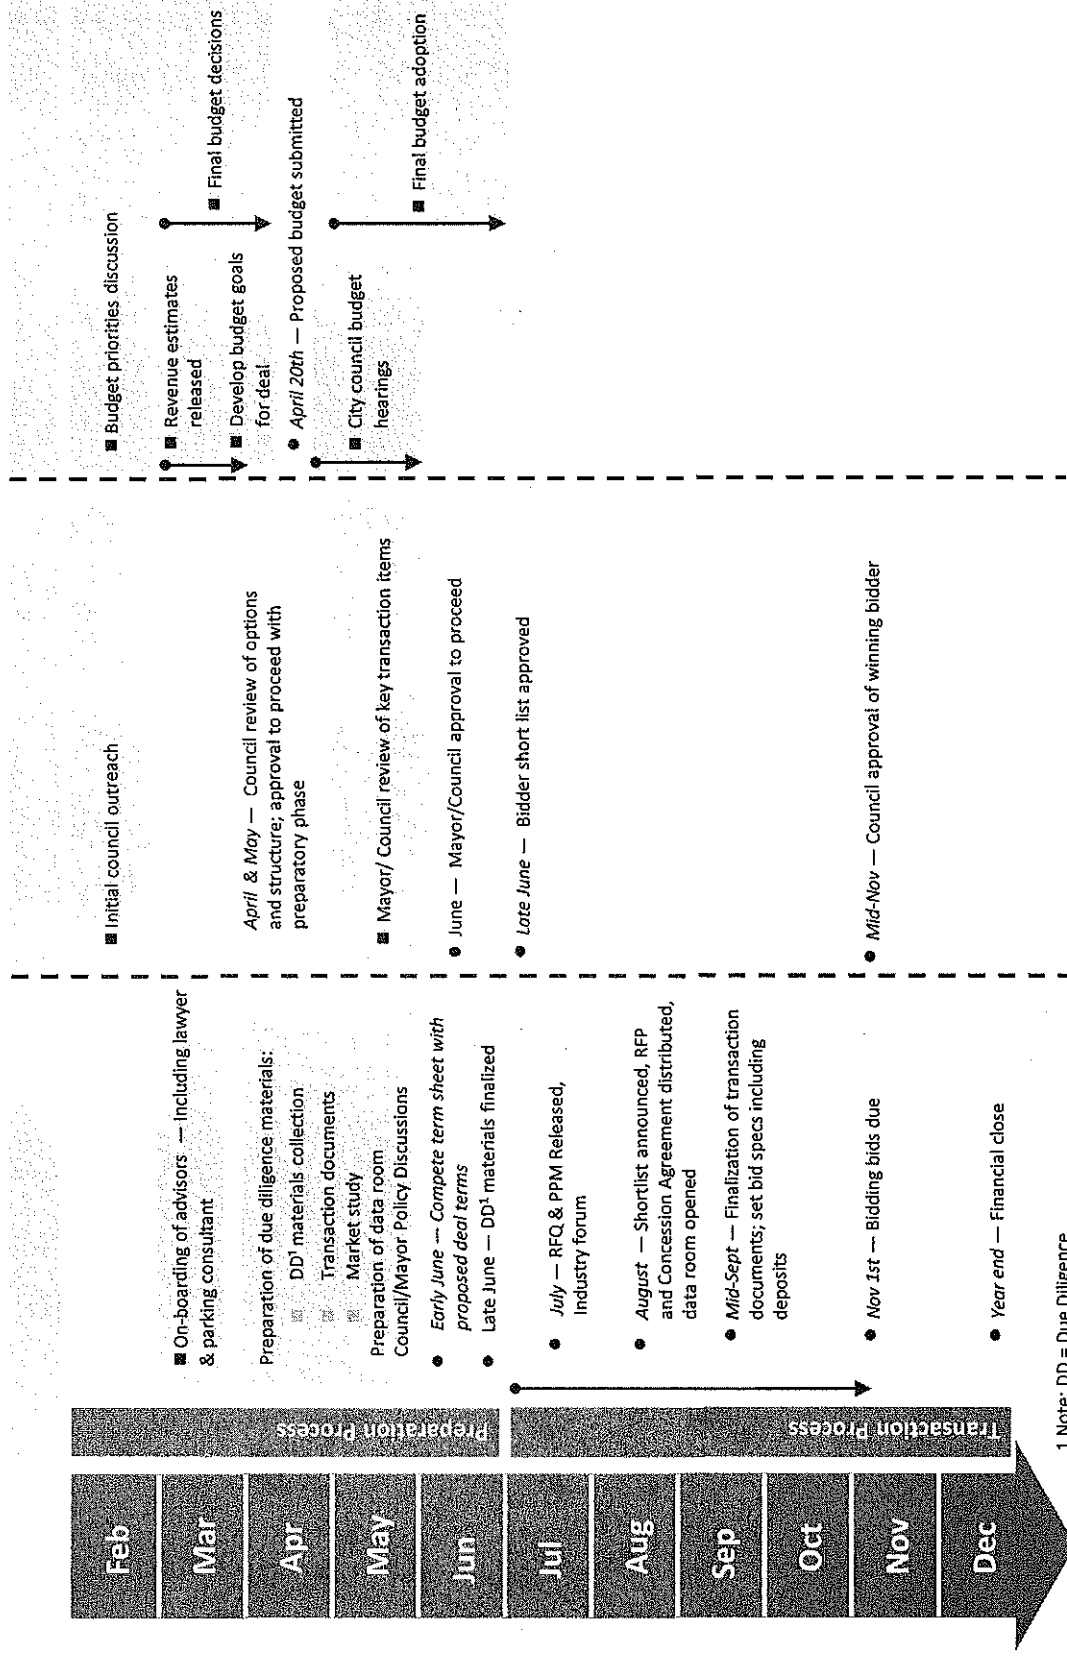 Feb
Mar
Apr
May
Jun
Jul
Aug
Sep
Oct
Nov
Dec
Preparation Process
Transaction Process
■ On-boarding of advisors — Including lawyer
& parking consultant
Preparation of due diligence materials:
DD¹ materials collection
Transaction documents
Market study
Preparation of data room
Council/Mayor Policy Discussions
● Early June — Compete term sheet with
proposed deal terms
● Late June — DD¹ materials finalized
● July — RFQ & PPM Released,
Industry forum
● August — Shortlist announced, RFP
and Concession Agreement distributed,
data room opened
● Mid-Sept — Finalization of transaction
documents; set bid specs including
deposits
● Nov 1st — Bidding bids due
● Year end — Financial close
■ Initial council outreach
April & May — Council review of options
and structure; approval to proceed with
preparatory phase
■ Mayor/ Council review of key transaction items
● June — Mayor/Council approval to proceed
● Late June — Bidder short list approved
● Mid-Nov — Council approval of winning bidder
■ Budget priorities discussion
■ Revenue estimates
released
■ Develop budget goals
for deal
■ Final budget decisions
● April 20th — Proposed budget submitted
■ City council budget
hearings
■ Final budget adoption
1 Note: DD = Due Diligence